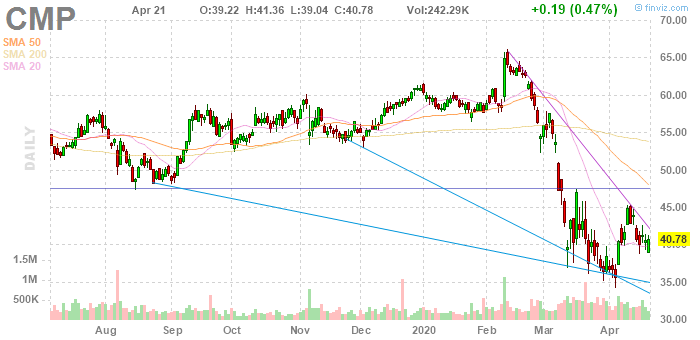 CMP
Apr 21 O:39.22 H:41.36 L:39.04 C:40.78 Vol:242.29K +0.19 (0.47%)
© finviz.com
SMA 50
SMA 200
SMA 20
DAILY
70.00
65.00
60.00
55.00
50.00
45.00
40.78
35.00
30.00
1.5M
1M
500K
Aug Sep Oct Nov Dec 2020 Feb Mar Apr